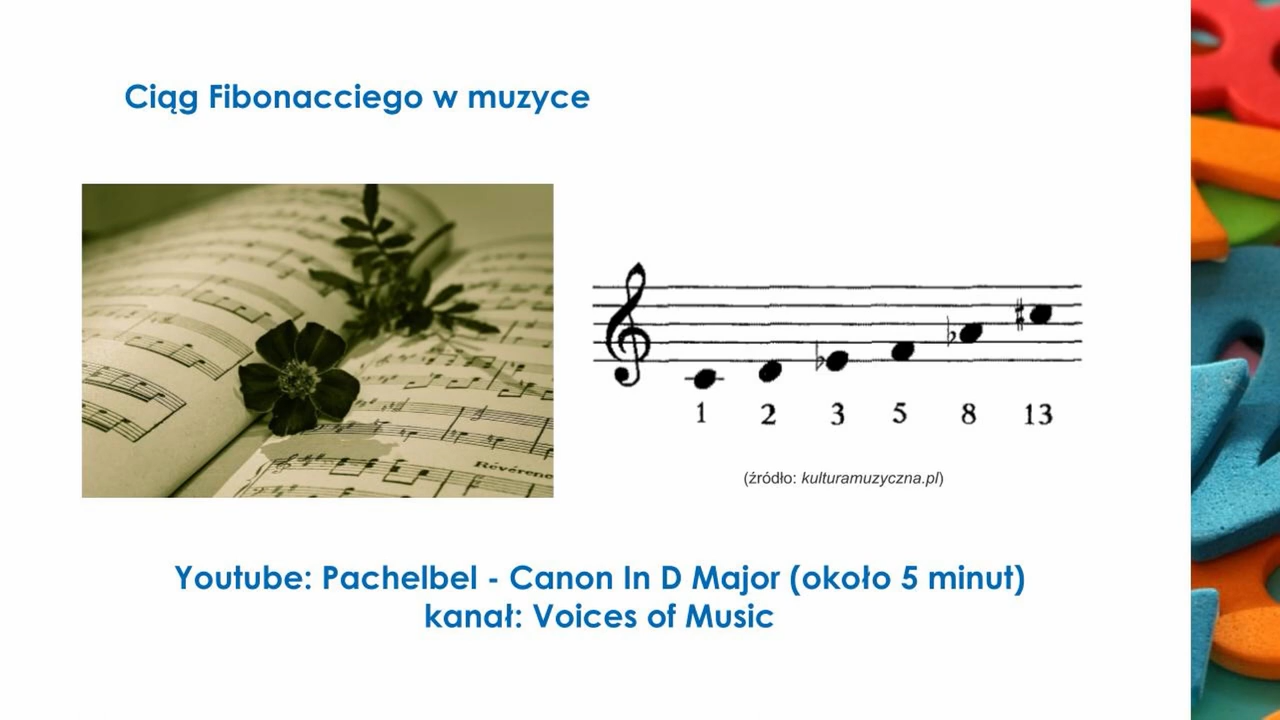 Ciąg Fibonacciego w muzyce
Révérenc
1 2 3 5 8 13
(źródło: kulturamuzyczna.pl)
Youtube: Pachelbel - Canon In D Major (około 5 minut)
kanał: Voices of Music